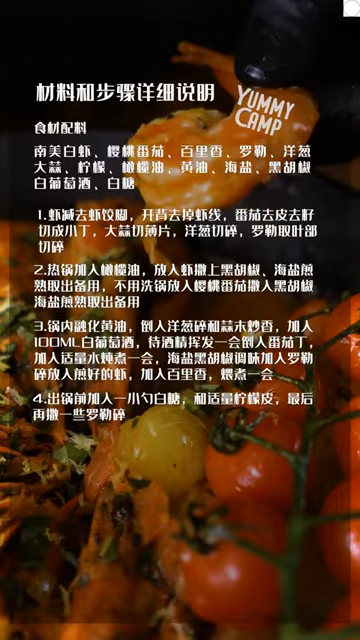 材料和步骤详细说明
YUMMY
CAMP
食材配料
南美白虾、樱桃番茄、百里香、罗勒、洋葱
大蒜、柠檬、橄榄油、黄油、海盐、黑胡椒
白葡萄酒、白糖
1.虾减去虾饺脚，开背去掉虾线，番茄去皮去籽
切成小丁，大蒜切薄片，洋葱切碎，罗勒取叶部
切碎
2.热锅加入橄榄油，放入虾撒上黑胡椒、海盐煎
熟取出备用，不用洗锅放入樱桃番茄撒入黑胡椒
海盐煎熟取出备用
3.锅内融化黄油，倒入洋葱碎和蒜末炒香，加入
100ML白葡萄酒，待酒精挥发一会倒入番茄丁，
加入适量水炖煮一会，海盐黑胡椒调味加入罗勒
碎放入煎好的虾，加入百里香，煨煮一会
4.出锅前加入一小勺白糖，和适量柠檬皮，最后
再撒一些罗勒碎